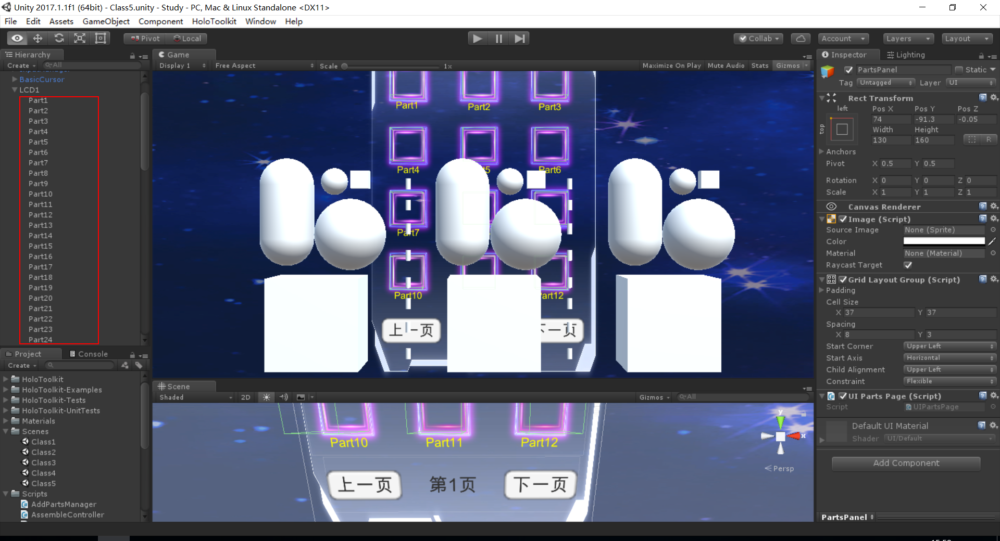 Unity 2017.1.1f1 (64bit) - Class5.unity - Study - PC, Mac & Linux Standalone <DX11>
File Edit Assets GameObject Component HoloToolkit Window Help
Pivot Local Collab Account Layers Layout
Hierarchy
Create All
BasicCursor
LCD1
Part1
Part2
Part3
Part4
Part5
Part6
Part7
Part8
Part9
Part10
Part11
Part12
Part13
Part14
Part15
Part16
Part17
Part18
Part19
Part20
Part21
Part22
Part23
Part24
Project Console
Create
HoloToolkit
HoloToolkit-Examples
HoloToolkit-Tests
HoloToolkit-UnitTests
Materials
Scenes
Class1
Class2
Class3
Class4
Class5
Scripts
AddPartsManager
AssembleController
Game
Display 1 Free Aspect Scale 1x Maximize On Play Mute Audio Stats Gizmos
Part1 Part2 Part3
Part4 5 Part6
Part7
Part10 art12
上一页 下一页
Scene
Shaded 2D Gizmos All
Part10 Part11 Part12
上一页 第1页 下一页
y
x
Persp
Inspector Lighting
PartsPanel Static
Tag Untagged Layer UI
Rect Transform
left Pos X Pos Y Pos Z
top 74 -91.3 -0.05
Width Height
130 160 R
Anchors
Pivot X 0.5 Y 0.5
Rotation X 0 Y 0 Z 0
Scale X 1 Y 1 Z 1
Canvas Renderer
Image (Script)
Source Image None (Sprite)
Color
Material None (Material)
Raycast Target
Grid Layout Group (Script)
Padding
Cell Size
X 37 Y 37
Spacing
X 8 Y 3
Start Corner Upper Left
Start Axis Horizontal
Child Alignment Upper Left
Constraint Flexible
UI Parts Page (Script)
Script UIPartsPage
Default UI Material
Shader UI/Default
Add Component
PartsPanel